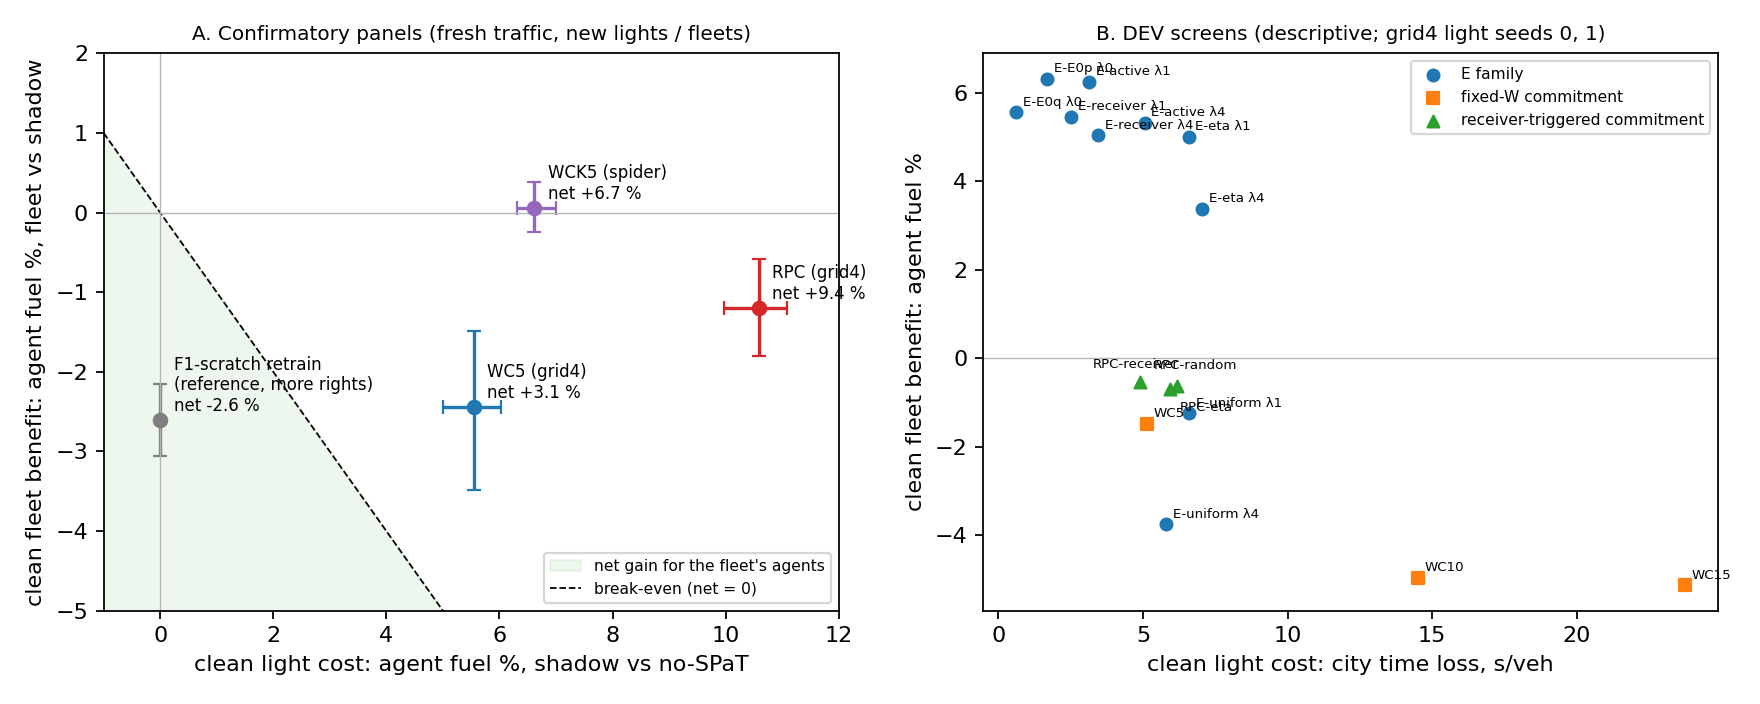 A. Confirmatory panels (fresh traffic, new lights / fleets)
clean fleet benefit: agent fuel %, fleet vs shadow
2
1
0
−1
−2
−3
−4
−5
WCK5 (spider)
net +6.7 %
RPC (grid4)
net +9.4 %
F1-scratch retrain
(reference, more rights)
net -2.6 %
WC5 (grid4)
net +3.1 %
net gain for the fleet's agents
break-even (net = 0)
0
2
4
6
8
10
12
clean light cost: agent fuel %, shadow vs no-SPaT
B. DEV screens (descriptive; grid4 light seeds 0, 1)
clean fleet benefit: agent fuel %
6
4
2
0
−2
−4
E-E0p λ0
E-active λ1
E-E0q λ0
E-receiver λ1
E-active λ4
E-receiver λ4
E-eta λ1
E-eta λ4
E family
fixed-W commitment
receiver-triggered commitment
RPC-receiver
RPC-random
RPC-eta
E-uniform λ1
WC5
E-uniform λ4
WC10
WC15
0
5
10
15
20
clean light cost: city time loss, s/veh